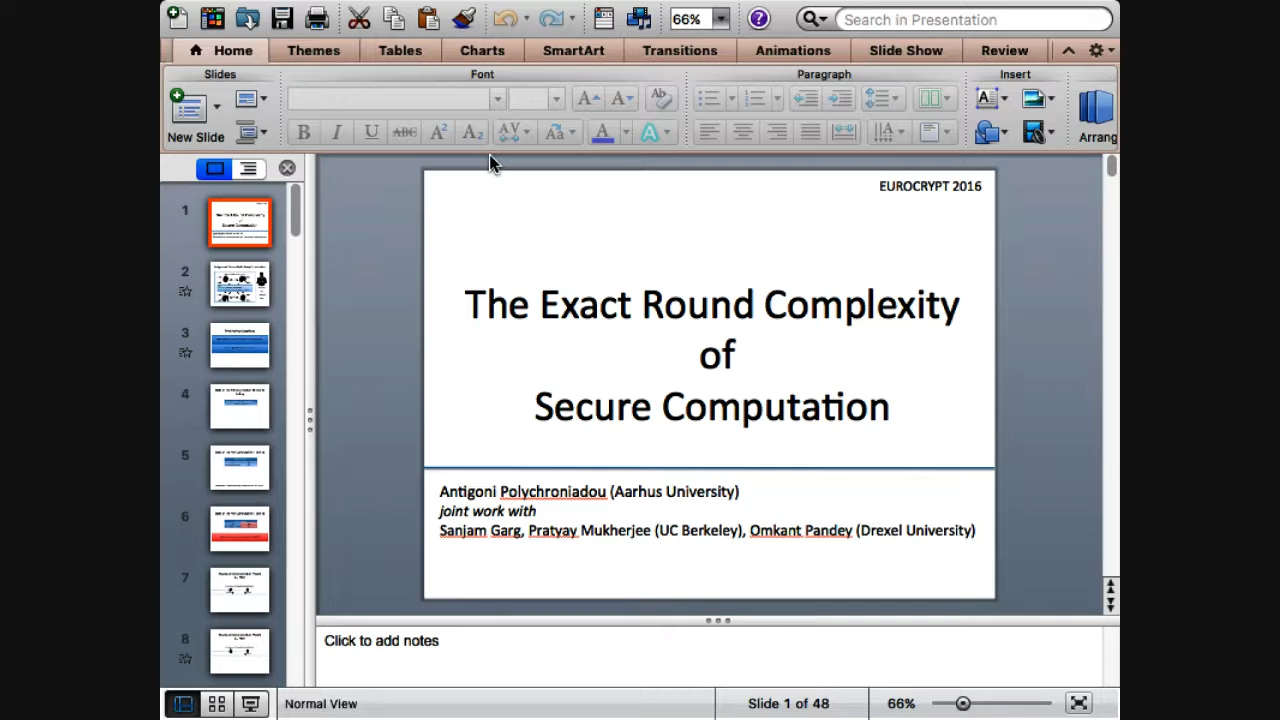 66%
Search in Presentation
Home
Themes
Tables
Charts
SmartArt
Transitions
Animations
Slide Show
Review
Slides
Font
Paragraph
Insert
New Slide
Arrang
1
2
3
4
5
6
7
8
EUROCRYPT 2016
The Exact Round Complexity
of
Secure Computation
Antigoni Polychroniadou (Aarhus University)
joint work with
Sanjam Garg, Pratyay Mukherjee (UC Berkeley), Omkant Pandey (Drexel University)
Click to add notes
Normal View
Slide 1 of 48
66%